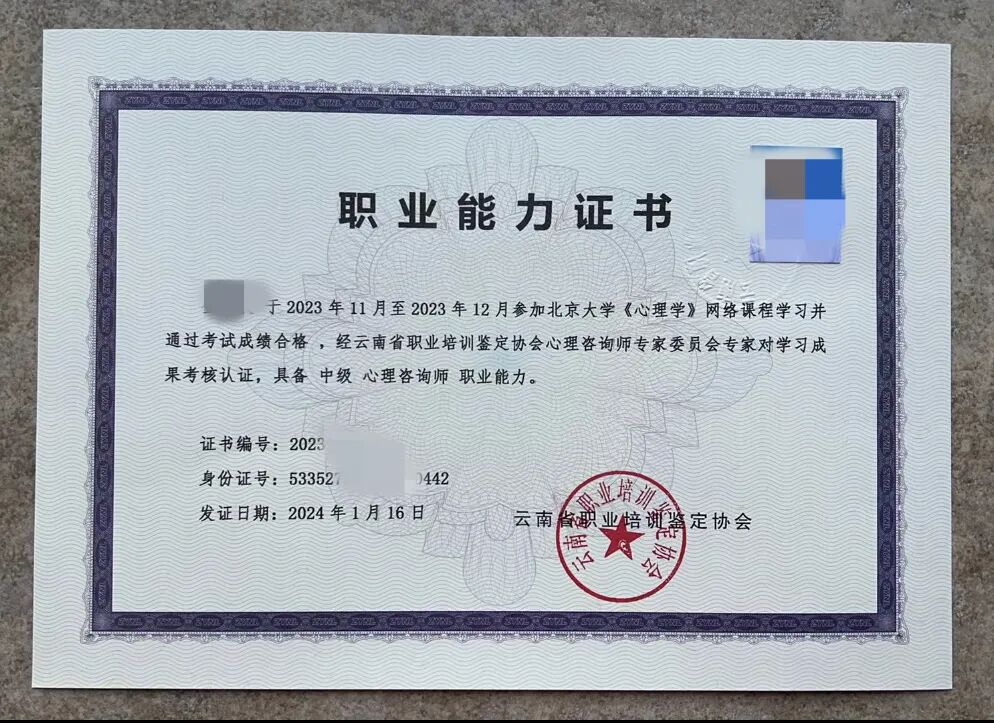 职业能力证书
于2023年11月至2023年12月参加北京大学《心理学》网络课程学习并
通过考试成绩合格，经云南省职业培训鉴定协会心理咨询师专家委员会专家对学习成
果考核认证，具备 中级 心理咨询师 职业能力。
证书编号：2023
身份证号：53352 0442
发证日期：2024年1月16日
云南省职业培训鉴定协会
云南省职业培训鉴定协会